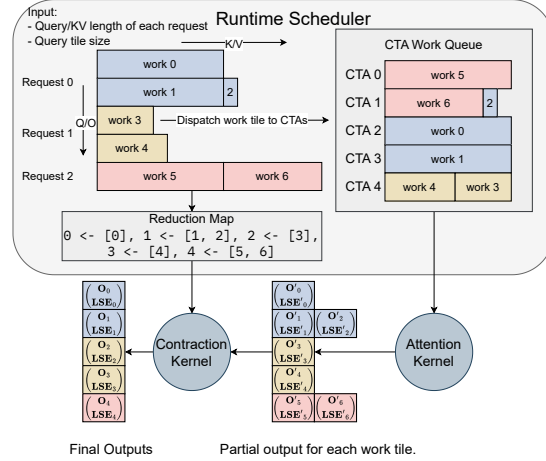 Input:
- Query/KV length of each request
- Query tile size
Runtime Scheduler
K/V
Request 0
work 0
work 1
2
Q/O
Request 1
work 3
work 4
Dispatch work tile to CTAs
Request 2
work 5
work 6
CTA Work Queue
CTA 0
work 5
CTA 1
work 6
2
CTA 2
work 0
CTA 3
work 1
CTA 4
work 4
work 3
Reduction Map
0 <- [0], 1 <- [1, 2], 2 <- [3],
3 <- [4], 4 <- [5, 6]
(O₀ LSE₀)
(O₁ LSE₁)
(O₂ LSE₂)
(O₃ LSE₃)
(O₄ LSE₄)
Contraction
Kernel
(O'₀ LSE'₀)
(O'₁ LSE'₁) (O'₂ LSE'₂)
(O'₃ LSE'₃)
(O'₄ LSE'₄)
(O'₅ LSE'₅) (O'₆ LSE'₆)
Attention
Kernel
Final Outputs
Partial output for each work tile.